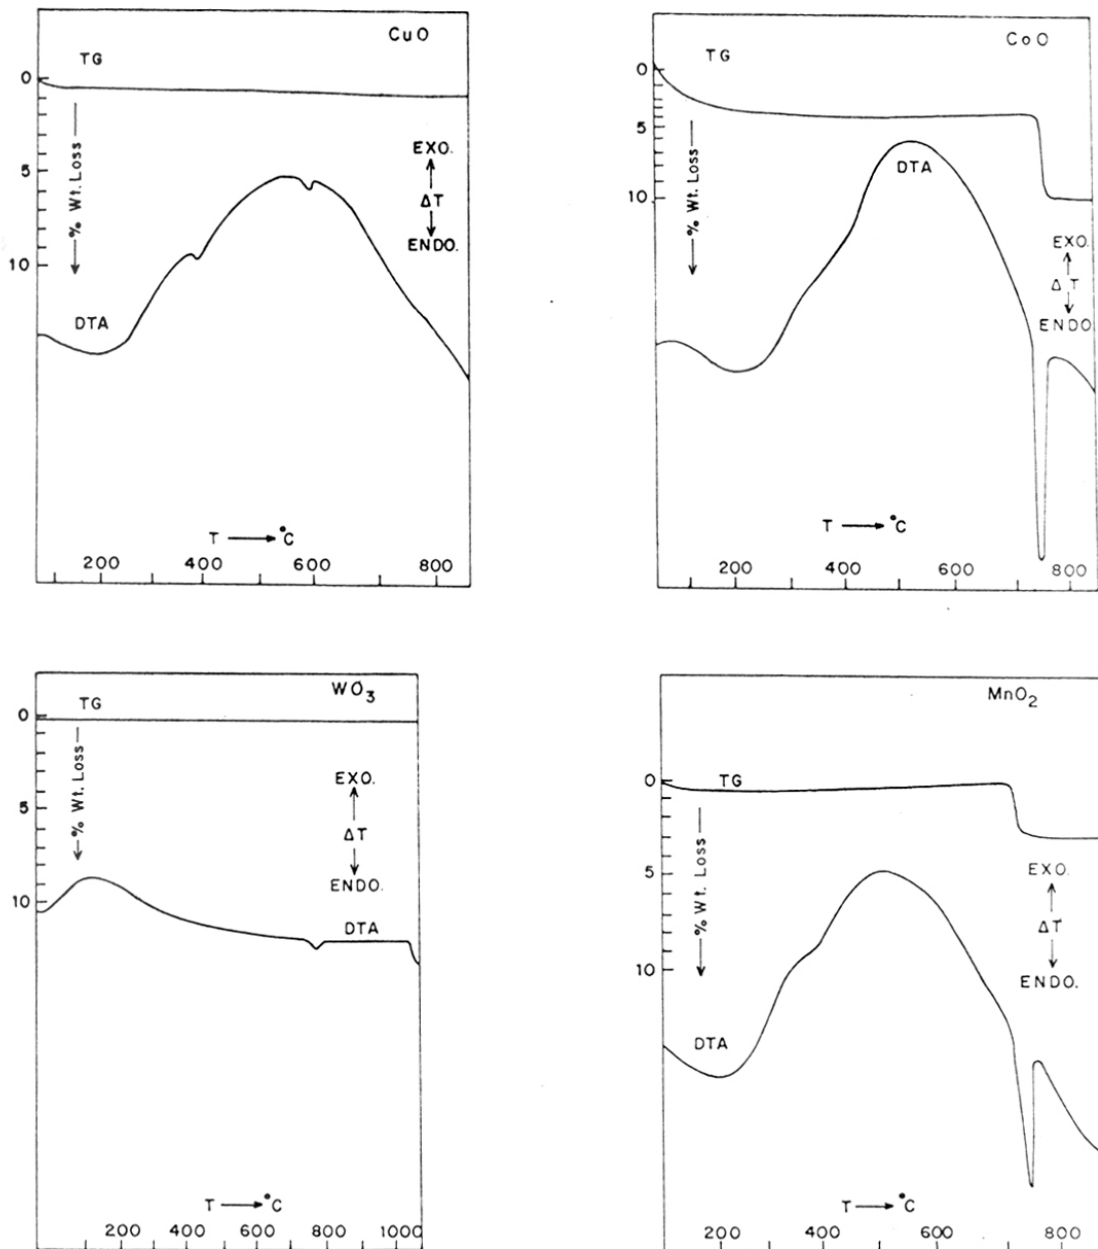 CuO
TG
0
5
10
% Wt. Loss
EXO.
ΔT
ENDO.
DTA
T → °C
200 400 600 800
CoO
TG
0
5
10
% Wt. Loss
DTA
EXO.
ΔT
ENDO.
T → °C
200 400 600 800
WO3
TG
0
5
10
% Wt. Loss
EXO.
ΔT
ENDO.
DTA
T → °C
200 400 600 800 1000
MnO2
TG
0
5
10
% Wt. Loss
EXO.
ΔT
ENDO.
DTA
T → °C
200 400 600 800